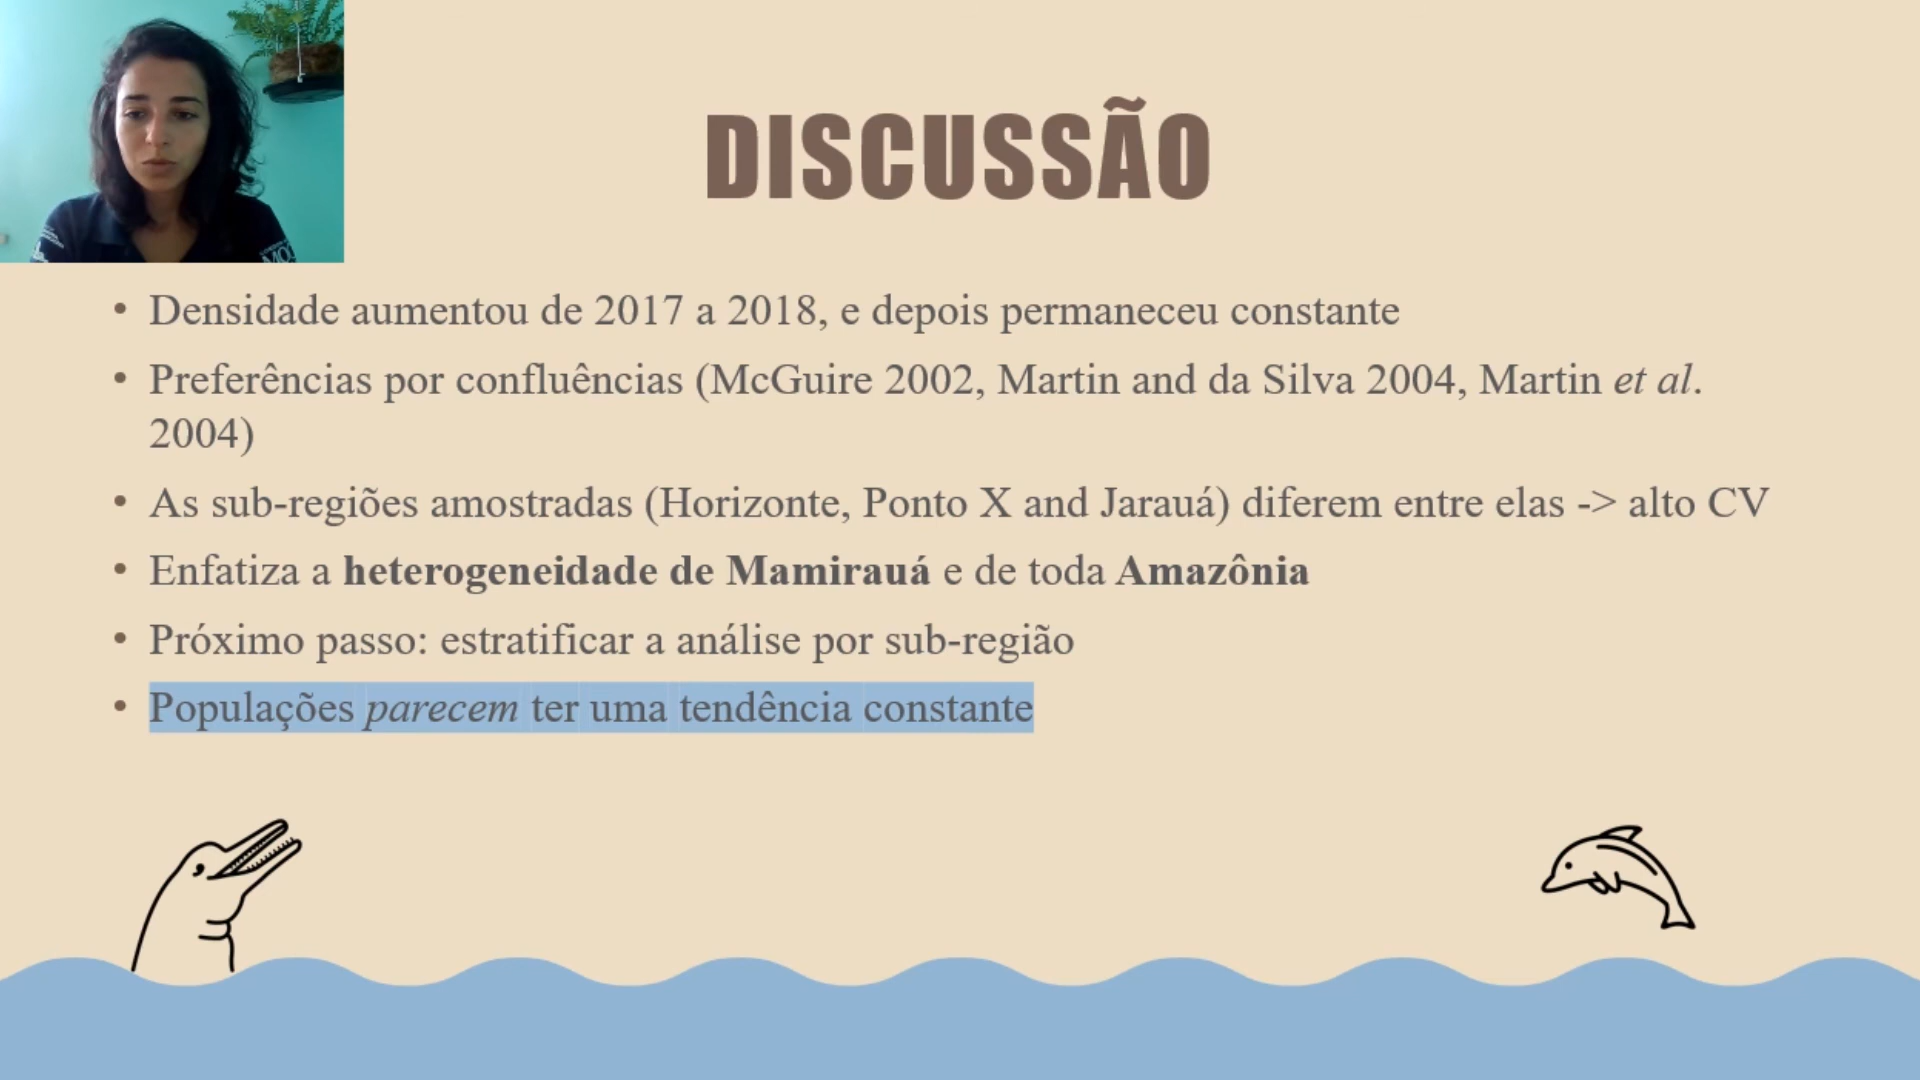 DISCUSSÃO
• Densidade aumentou de 2017 a 2018, e depois permaneceu constante
• Preferências por confluências (McGuire 2002, Martin and da Silva 2004, Martin et al.
2004)
• As sub-regiões amostradas (Horizonte, Ponto X and Jarauá) diferem entre elas -> alto CV
• Enfatiza a heterogeneidade de Mamirauá e de toda Amazônia
• Próximo passo: estratificar a análise por sub-região
• Populações parecem ter uma tendência constante